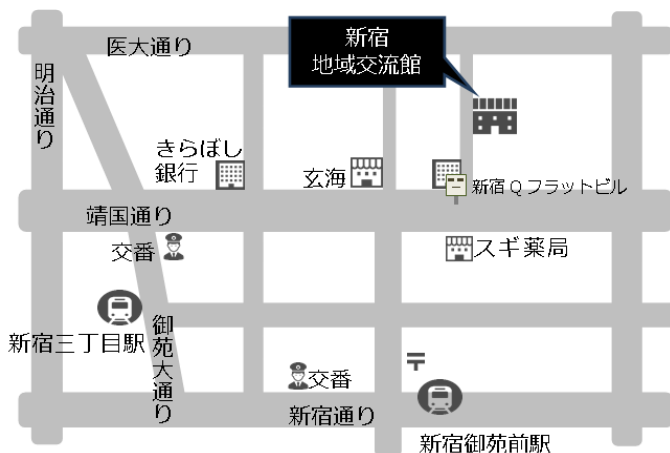 医大通り
新宿
地域交流館
明治通り
きらぼし
銀行
玄海
新宿Qフラットビル
靖国通り
交番
スギ薬局
新宿三丁目駅
御苑大通り
〒
交番
新宿通り
新宿御苑前駅